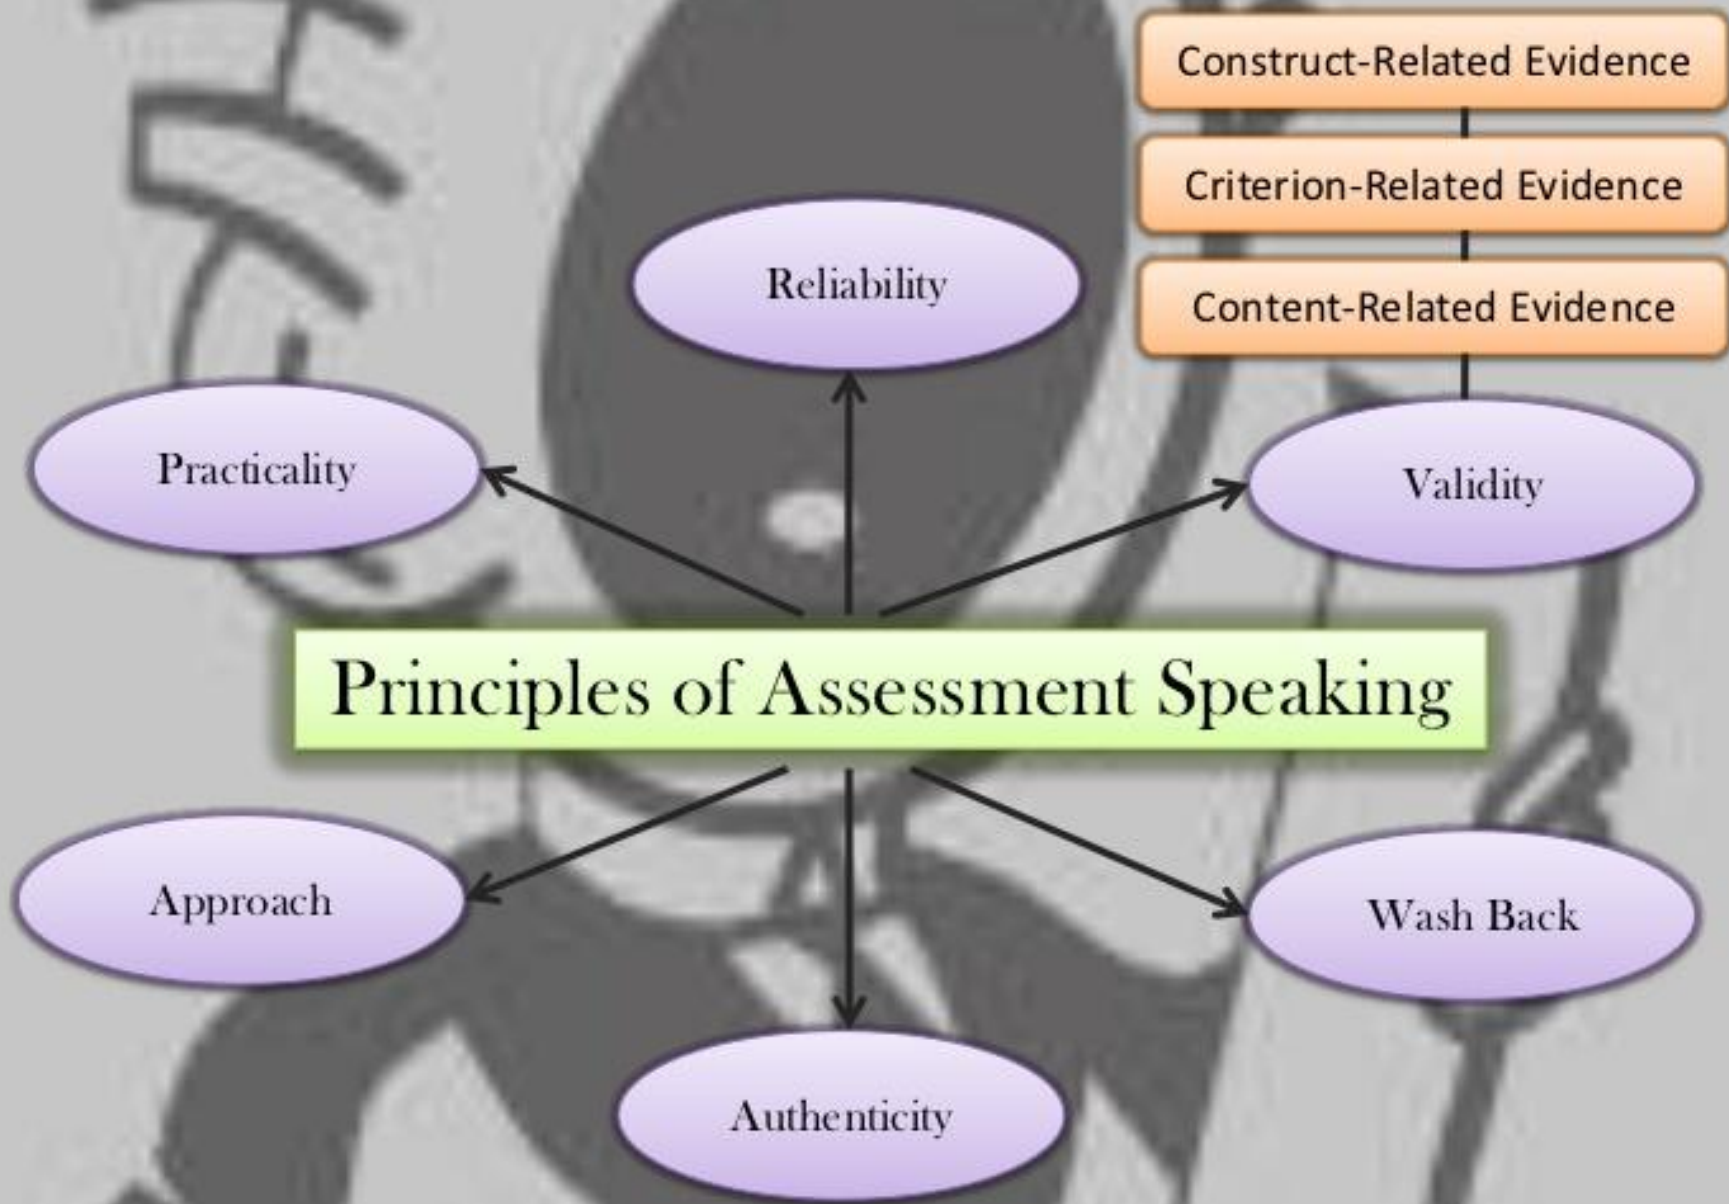 Construct-Related Evidence
Criterion-Related Evidence
Content-Related Evidence
Reliability
Practicality
Validity
Principles of Assessment Speaking
Approach
Wash Back
Authenticity